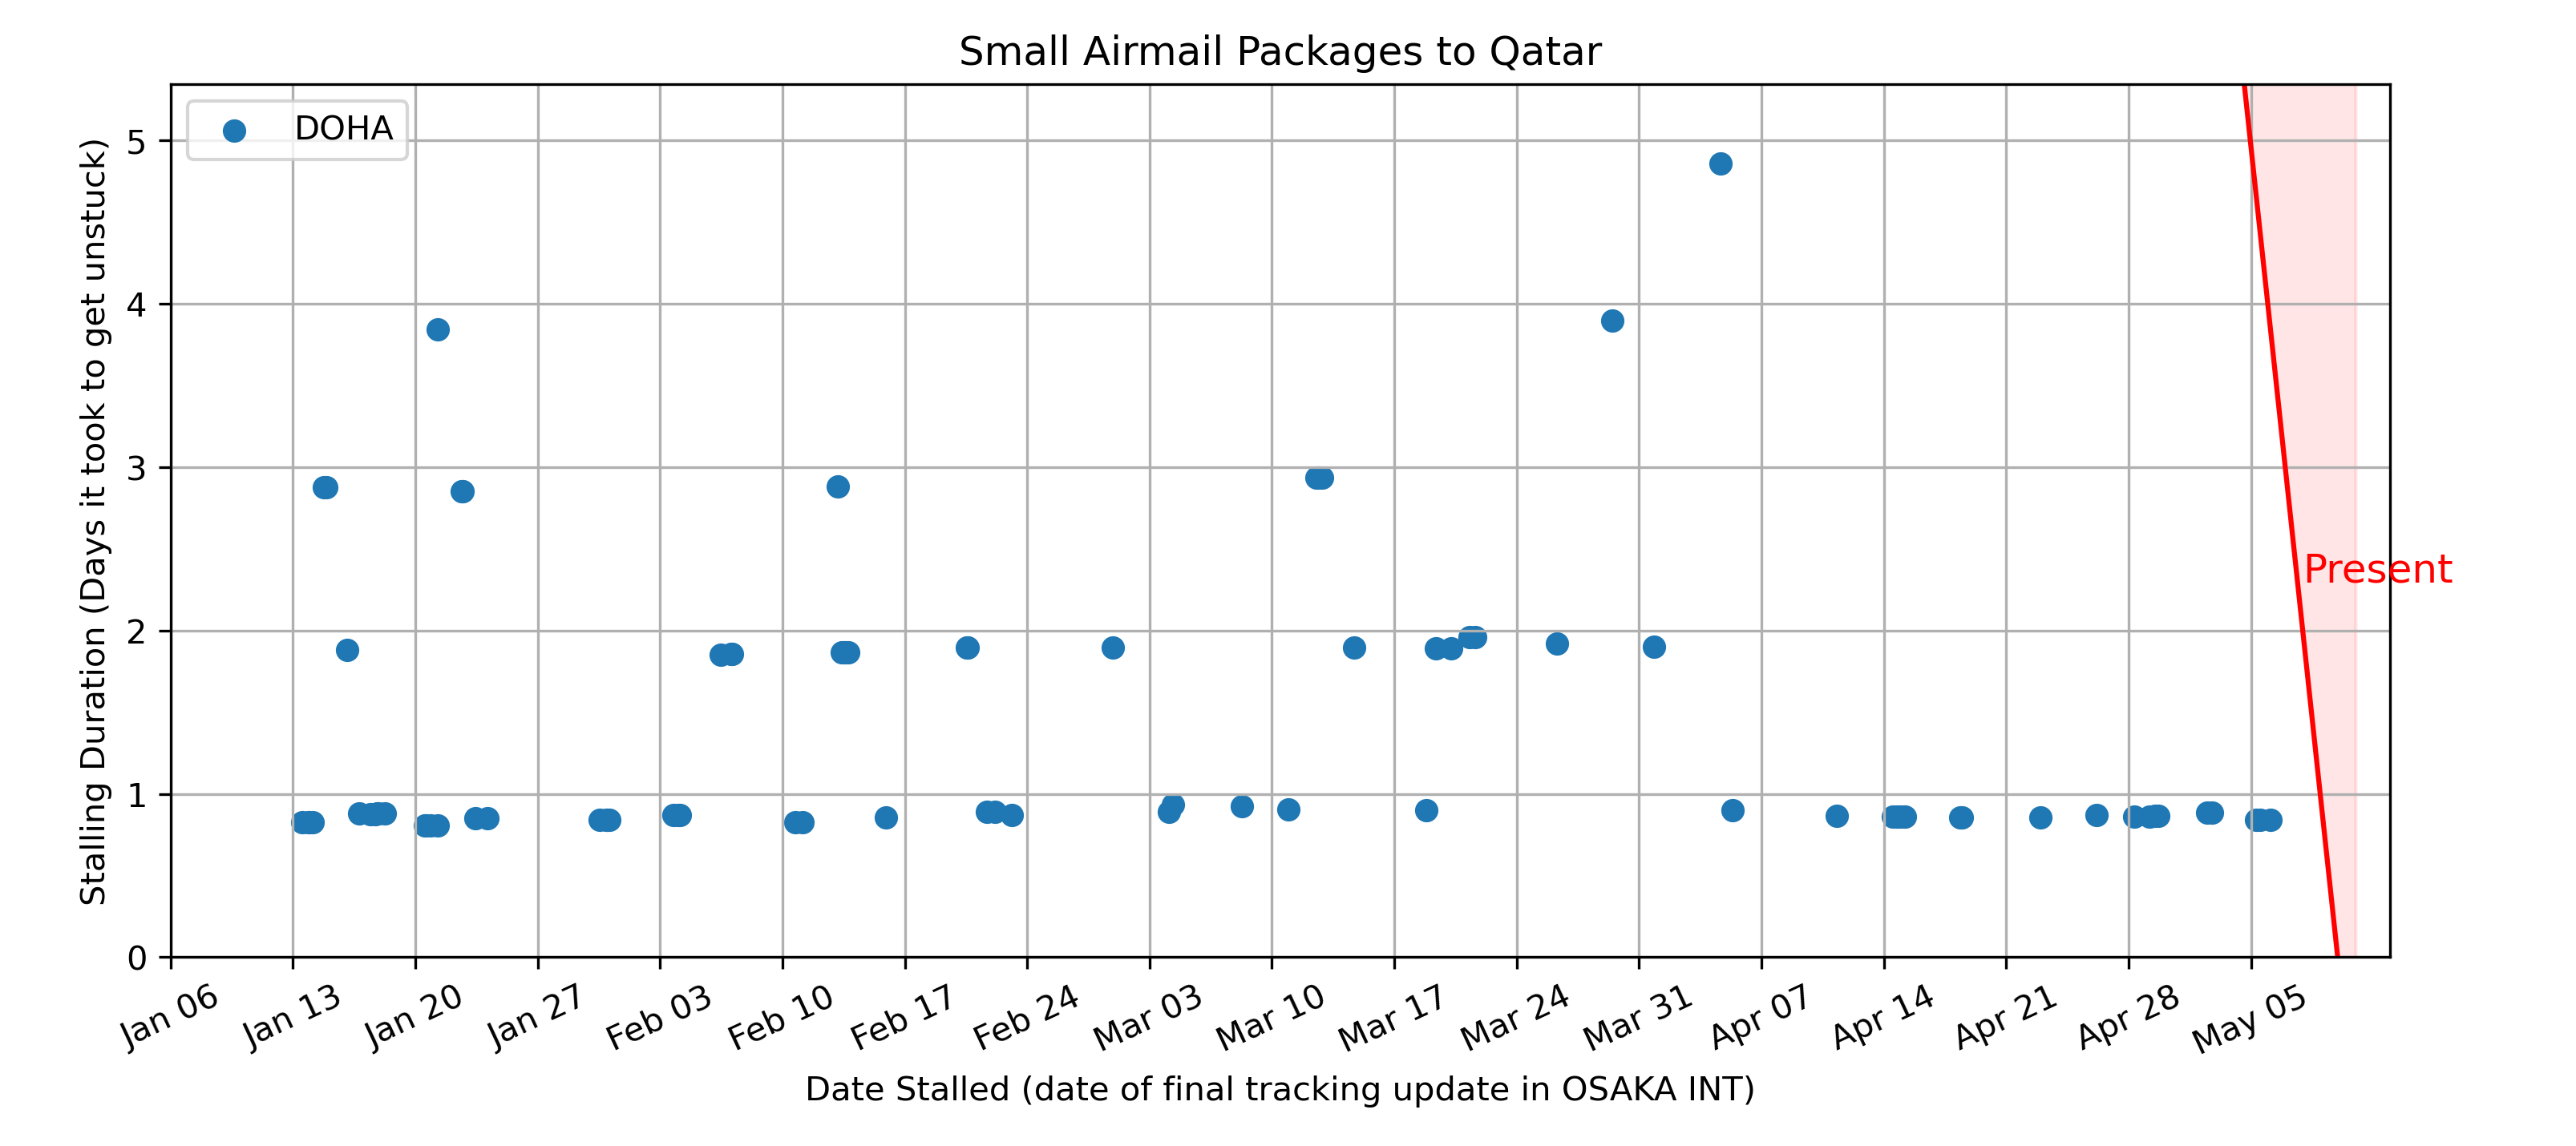 Small Airmail Packages to Qatar
DOHA
Stalling Duration (Days it took to get unstuck)
5
4
3
2
1
0
Present
Jan 06
Jan 13
Jan 20
Jan 27
Feb 03
Feb 10
Feb 17
Feb 24
Mar 03
Mar 10
Mar 17
Mar 24
Mar 31
Apr 07
Apr 14
Apr 21
Apr 28
May 05
Date Stalled (date of final tracking update in OSAKA INT)